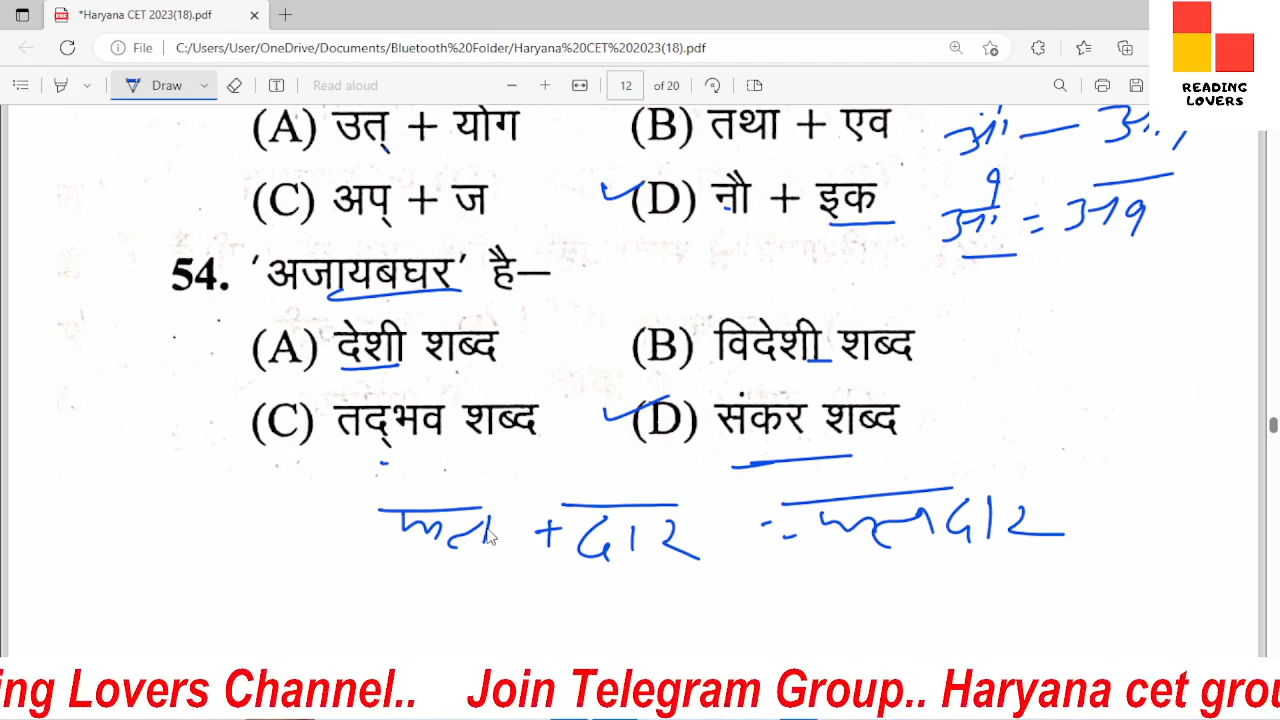 *Haryana CET 2023(18).pdf
File C:/Users/User/OneDrive/Documents/Bluetooth%20Folder/Haryana%20CET%202023(18).pdf
Draw Read aloud 12 of 20
READING
LOVERS
(A) उत् + योग (B) तथा + एव
(C) अप् + ज (D) नौ + इक
54. 'अजायबघर' है—
(A) देशी शब्द (B) विदेशी शब्द
(C) तद्भव शब्द (D) संकर शब्द
फल + दार = फलदार
ing Lovers Channel.. Join Telegram Group.. Haryana cet grou